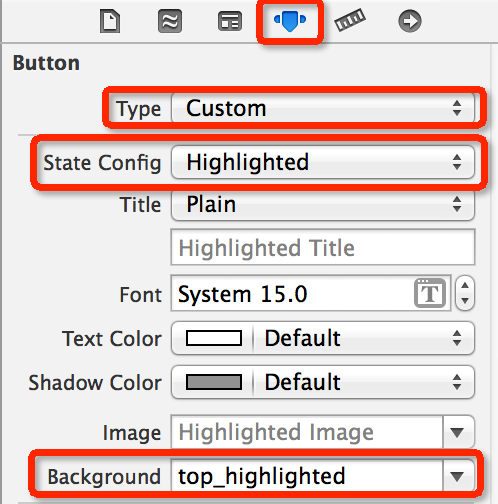 Button
Type Custom
State Config Highlighted
Title Plain
Highlighted Title
Font System 15.0 T
Text Color Default
Shadow Color Default
Image Highlighted Image
Background top_highlighted